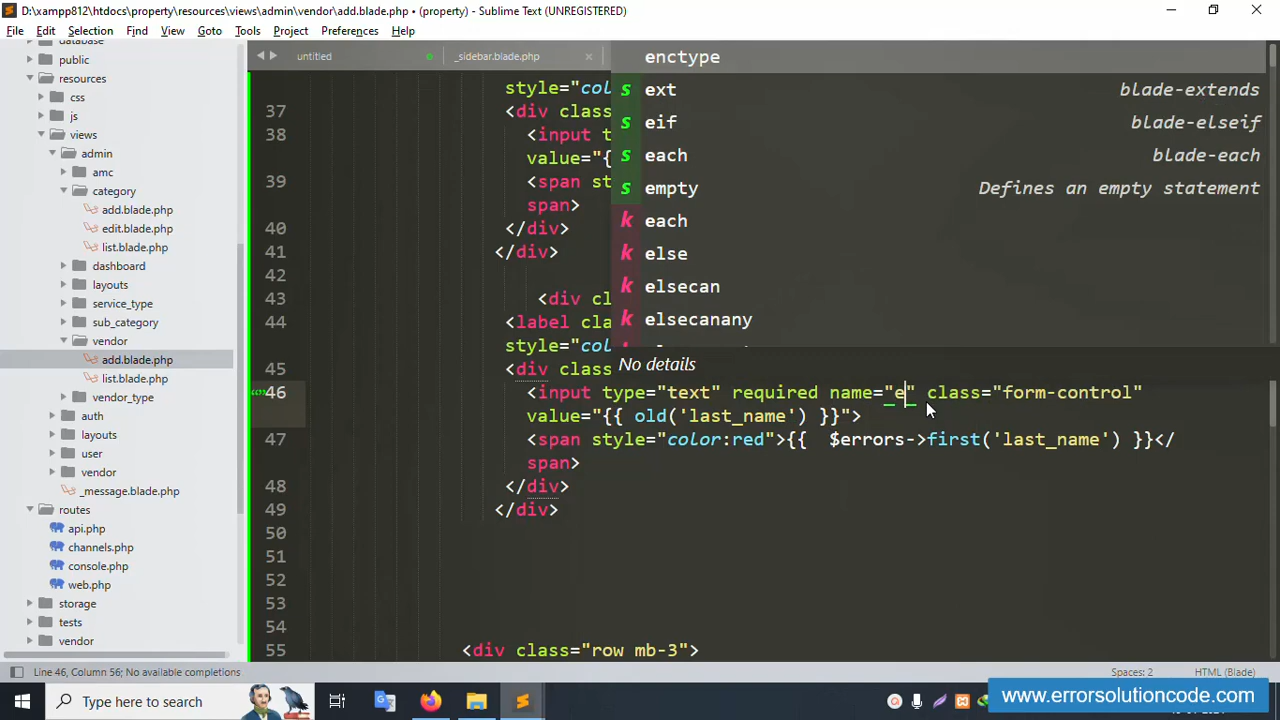 D:\xampp812\htdocs\property\resources\views\admin\vendor\add.blade.php • (property) - Sublime Text (UNREGISTERED)
File Edit Selection Find View Goto Tools Project Preferences Help
database
public
resources
css
js
views
admin
amc
category
add.blade.php
edit.blade.php
list.blade.php
dashboard
layouts
service_type
sub_category
vendor
add.blade.php
list.blade.php
vendor_type
auth
layouts
user
vendor
_message.blade.php
routes
api.php
channels.php
console.php
web.php
storage
tests
vendor
untitled
_sidebar.blade.php
enctype
ext blade-extends
eif blade-elseif
each blade-each
empty Defines an empty statement
each
else
elsecan
elsecanany
No details
style="col
37 <div class
38 <input t
value="{
39 <span st
span>
40 </div>
41 </div>
42
43 <div cl
44 <label clas
style="col
45 <div class
46 <input type="text" required name="e" class="form-control"
value="{{ old('last_name') }}">
47 <span style="color:red">{{  $errors->first('last_name') }}</
span>
48 </div>
49 </div>
50
51
52
53
54
55 <div class="row mb-3">
Line 46, Column 56; No available completions
Spaces: 2
HTML (Blade)
Type here to search
www.errorsolutioncode.com